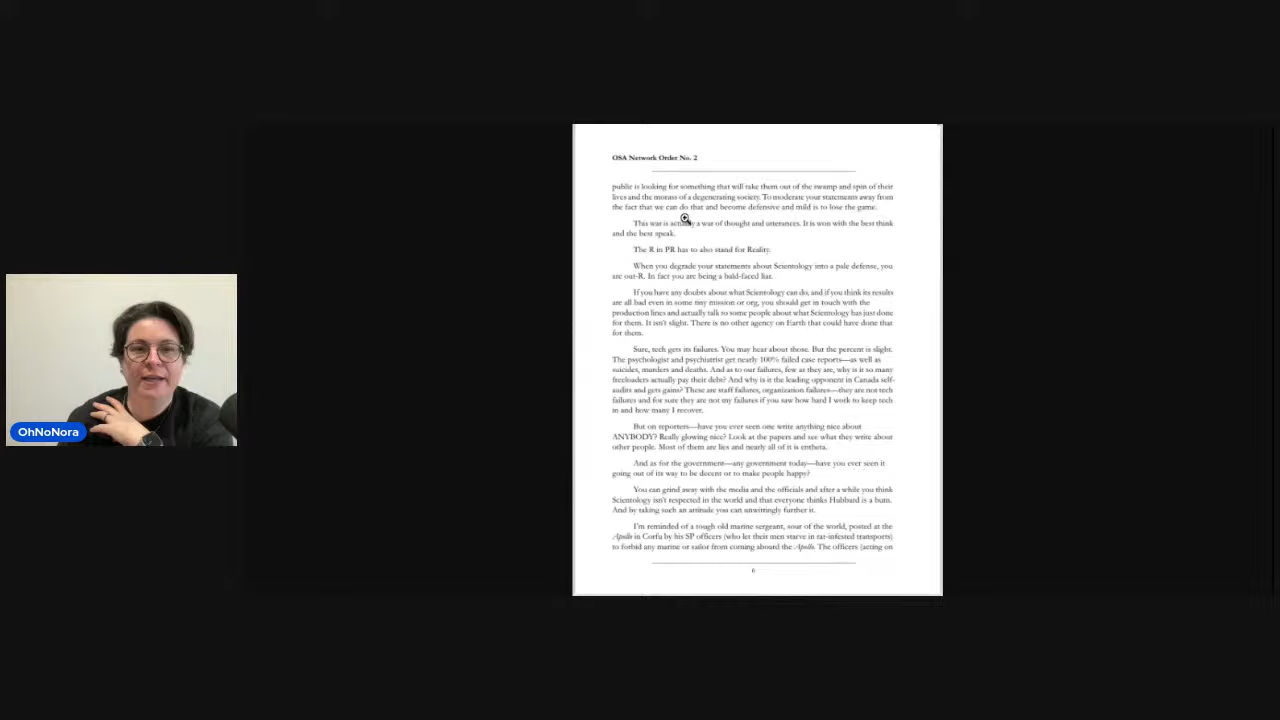 OSA Network Order No. 2
public is looking for something that will take them out of the swamp and spin of their
lives and the morass of a degenerating society. To moderate your statements away from
the fact that we can do that and become defensive and mild is to lose the game.
This war is actually a war of thought and utterances. It is won with the best think
and the best speak.
The R in PR has to also stand for Reality.
When you degrade your statements about Scientology into a pale defense, you
are out-R. In fact you are being a bald-faced liar.
If you have any doubts about what Scientology can do, and if you think its results
are all bad even in some tiny mission or org, you should get in touch with the
production lines and actually talk to some people about what Scientology has just done
for them. It isn't slight. There is no other agency on Earth that could have done that
for them.
Sure, tech gets its failures. You may hear about those. But the percent is slight.
The psychologist and psychiatrist get nearly 100% failed case reports—as well as
suicides, murders and deaths. And as to our failures, few as they are, why is it so many
freeloaders actually pay their debt? And why is it the leading opponent in Canada self-
audits and gets gains? These are staff failures, organization failures—they are not tech
failures and for sure they are not my failures if you saw how hard I work to keep tech
in and how many I recover.
But on reporters—have you ever seen one write anything nice about
ANYBODY? Really glowing nice? Look at the papers and see what they write about
other people. Most of them are lies and nearly all of it is entheta.
And as for the government—any government today—have you ever seen it
going out of its way to be decent or to make people happy?
You can grind away with the media and the officials and after a while you think
Scientology isn't respected in the world and that everyone thinks Hubbard is a bum.
And by taking such an attitude you can unwittingly further it.
I'm reminded of a tough old marine sergeant, sour of the world, posted at the
Apollo in Corfu by his SP officers (who let their men starve in rat-infested transports)
to forbid any marine or sailor from coming aboard the Apollo. The officers (acting on
6
OhNoNora